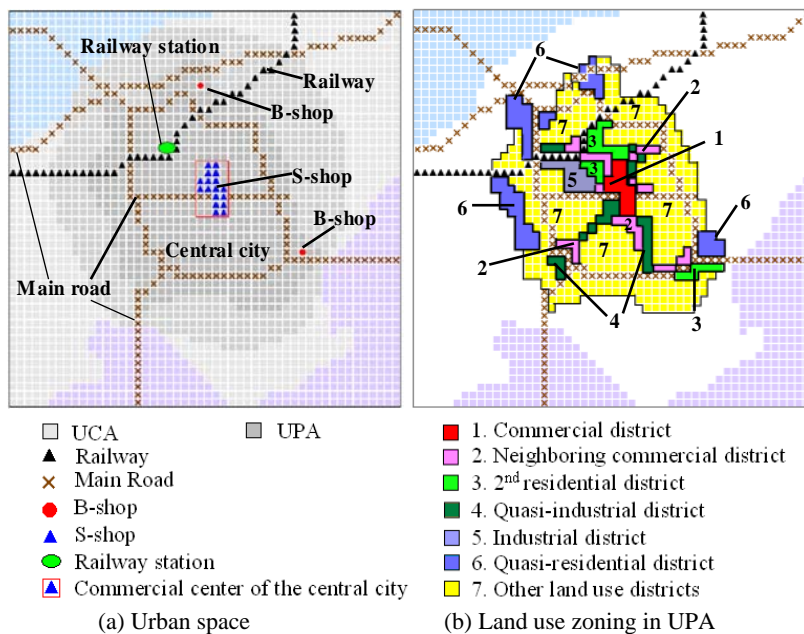 Railway station
Railway
B-shop
S-shop
B-shop
Central city
Main road
UCA
UPA
Railway
Main Road
B-shop
S-shop
Railway station
Commercial center of the central city
(a) Urban space
6
2
7
7
3
1
3
5
6
7
7
6
2
2
7
4
3
1. Commercial district
2. Neighboring commercial district
3. 2nd residential district
4. Quasi-industrial district
5. Industrial district
6. Quasi-residential district
7. Other land use districts
(b) Land use zoning in UPA